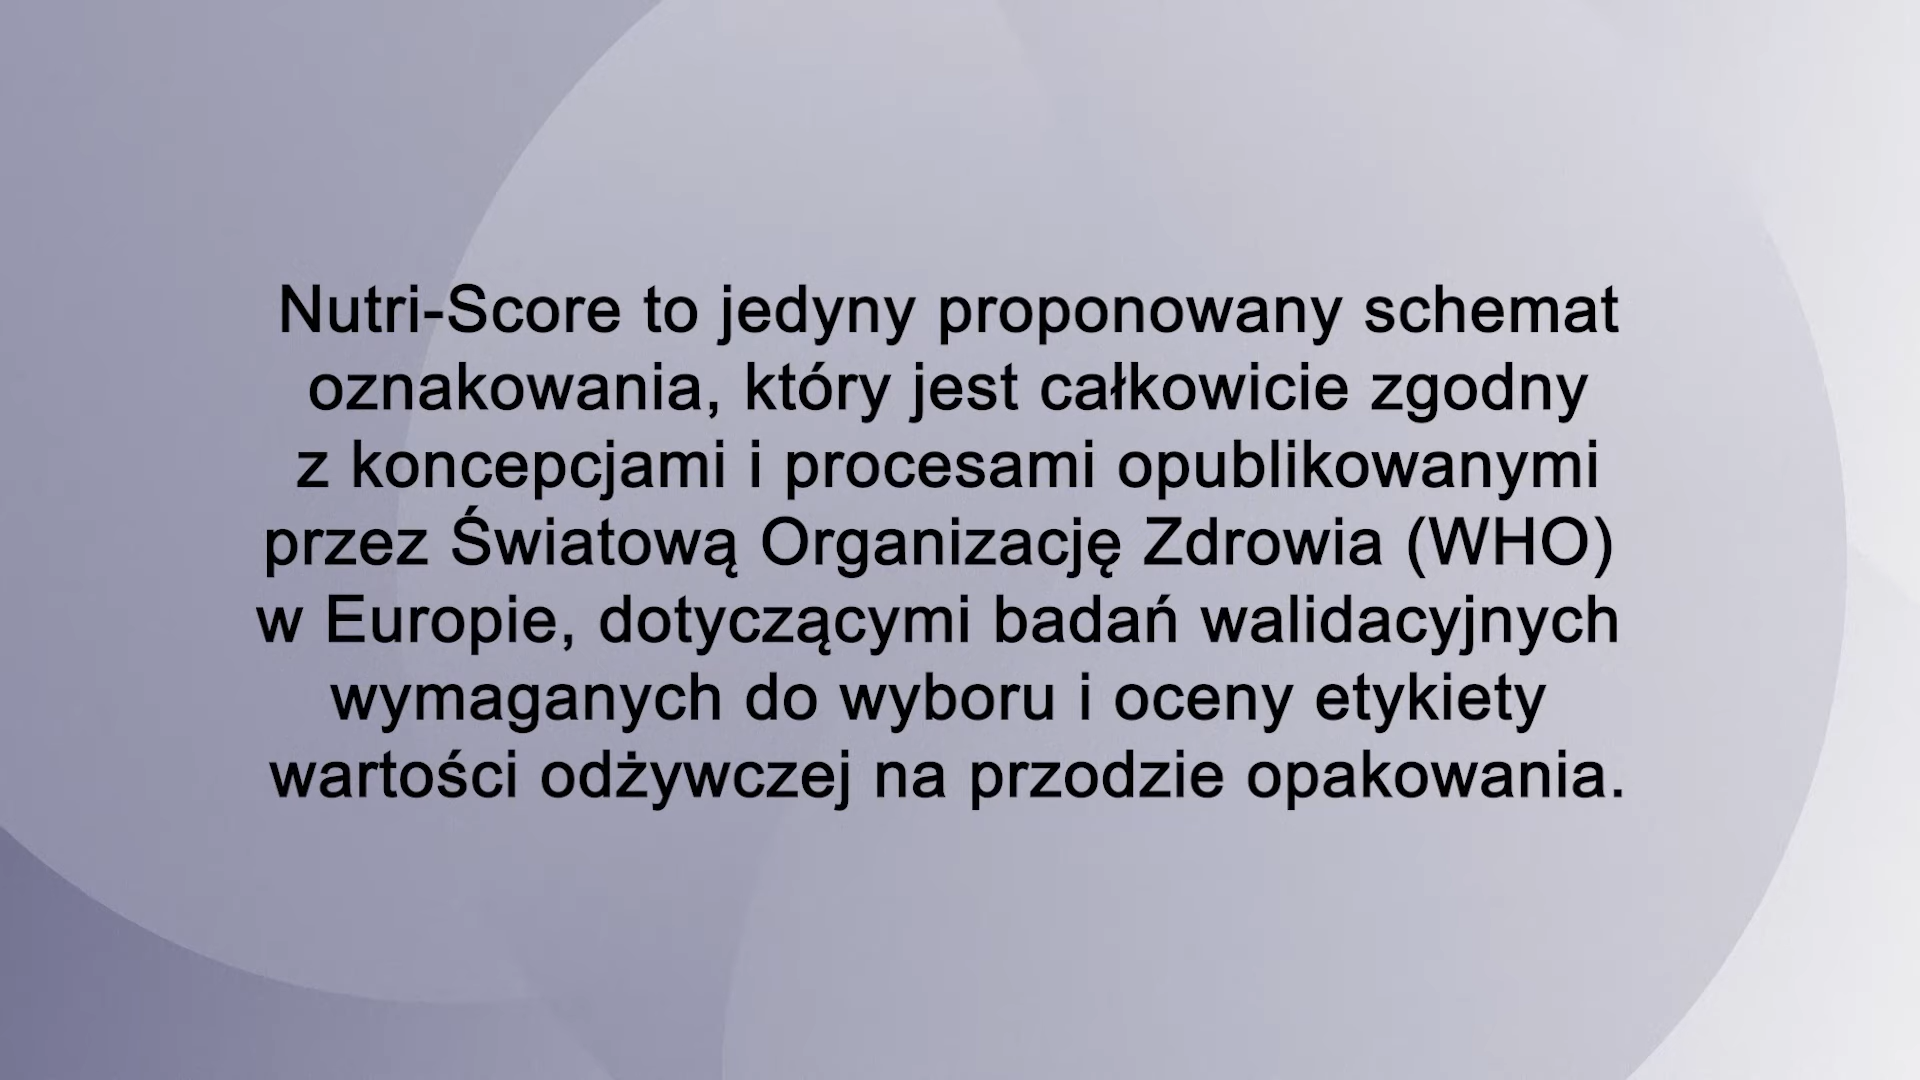 Nutri-Score to jedyny proponowany schemat
oznakowania, który jest całkowicie zgodny
z koncepcjami i procesami opublikowanymi
przez Światową Organizację Zdrowia (WHO)
w Europie, dotyczącymi badań walidacyjnych
wymaganych do wyboru i oceny etykiety
wartości odżywczej na przodzie opakowania.